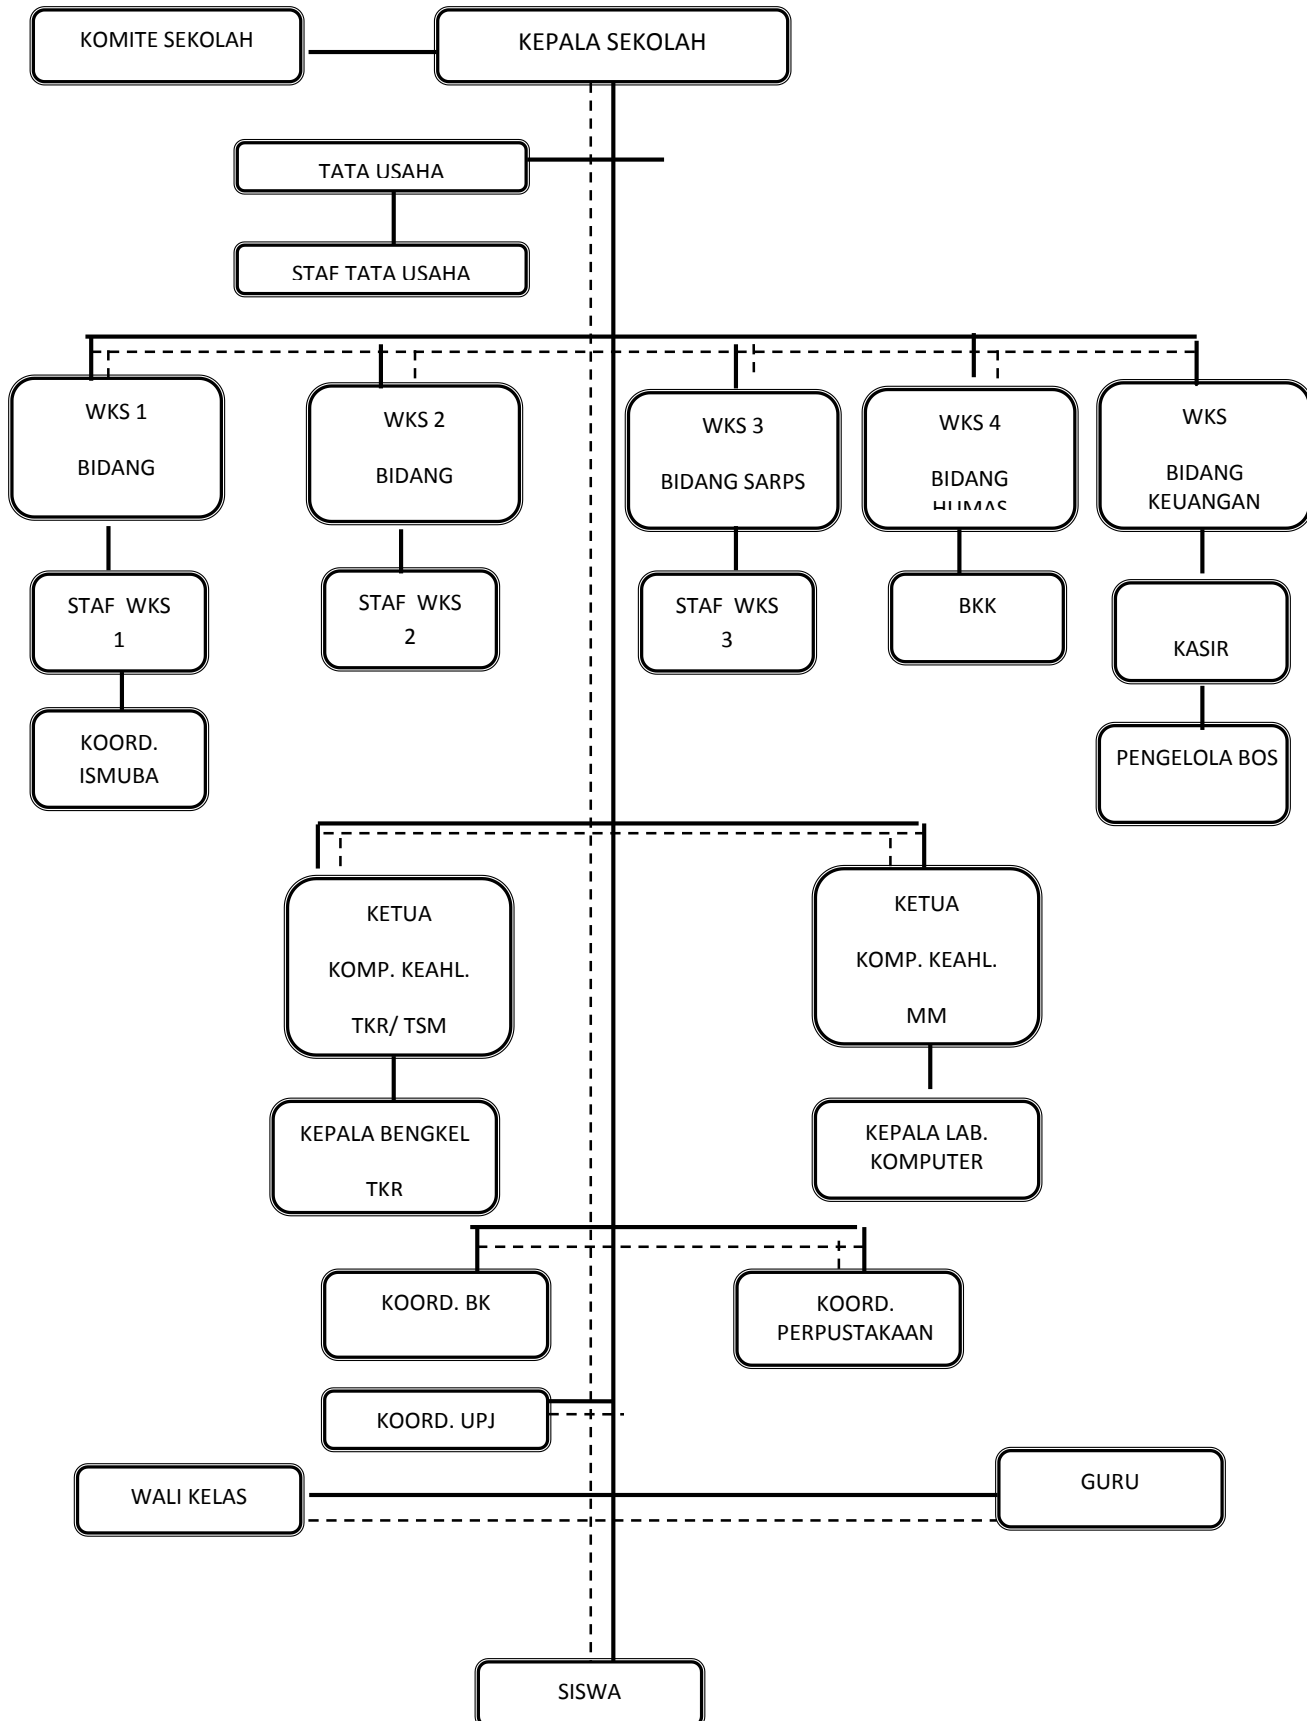 KOMITE SEKOLAH
KEPALA SEKOLAH
TATA USAHA
STAF TATA USAHA
WKS 1
BIDANG
WKS 2
BIDANG
WKS 3
BIDANG SARPS
WKS 4
BIDANG
HUMAS
WKS
BIDANG
KEUANGAN
STAF  WKS
1
STAF  WKS
2
STAF  WKS
3
BKK
KASIR
KOORD.
ISMUBA
PENGELOLA BOS
KETUA
KOMP. KEAHL.
TKR/ TSM
KETUA
KOMP. KEAHL.
MM
KEPALA BENGKEL
TKR
KEPALA LAB.
KOMPUTER
KOORD. BK
KOORD.
PERPUSTAKAAN
KOORD. UPJ
WALI KELAS
GURU
SISWA